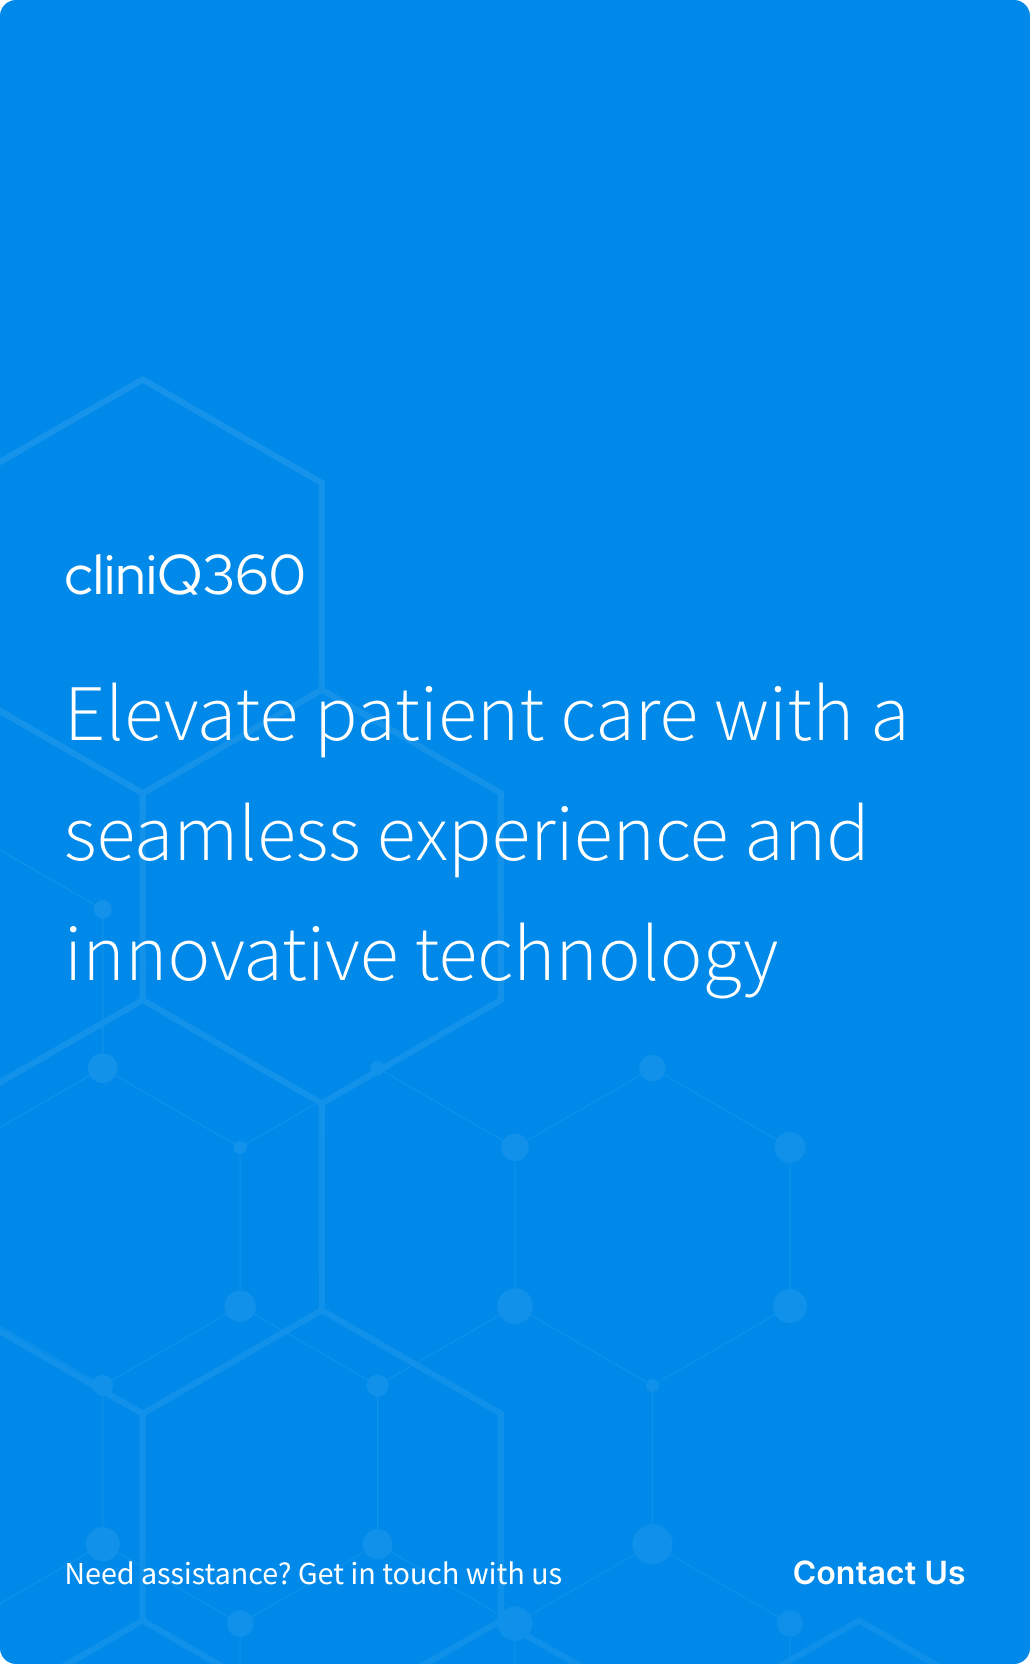 cliniQ360
Elevate patient care with a
seamless experience and
innovative technology
Need assistance? Get in touch with us
Contact Us